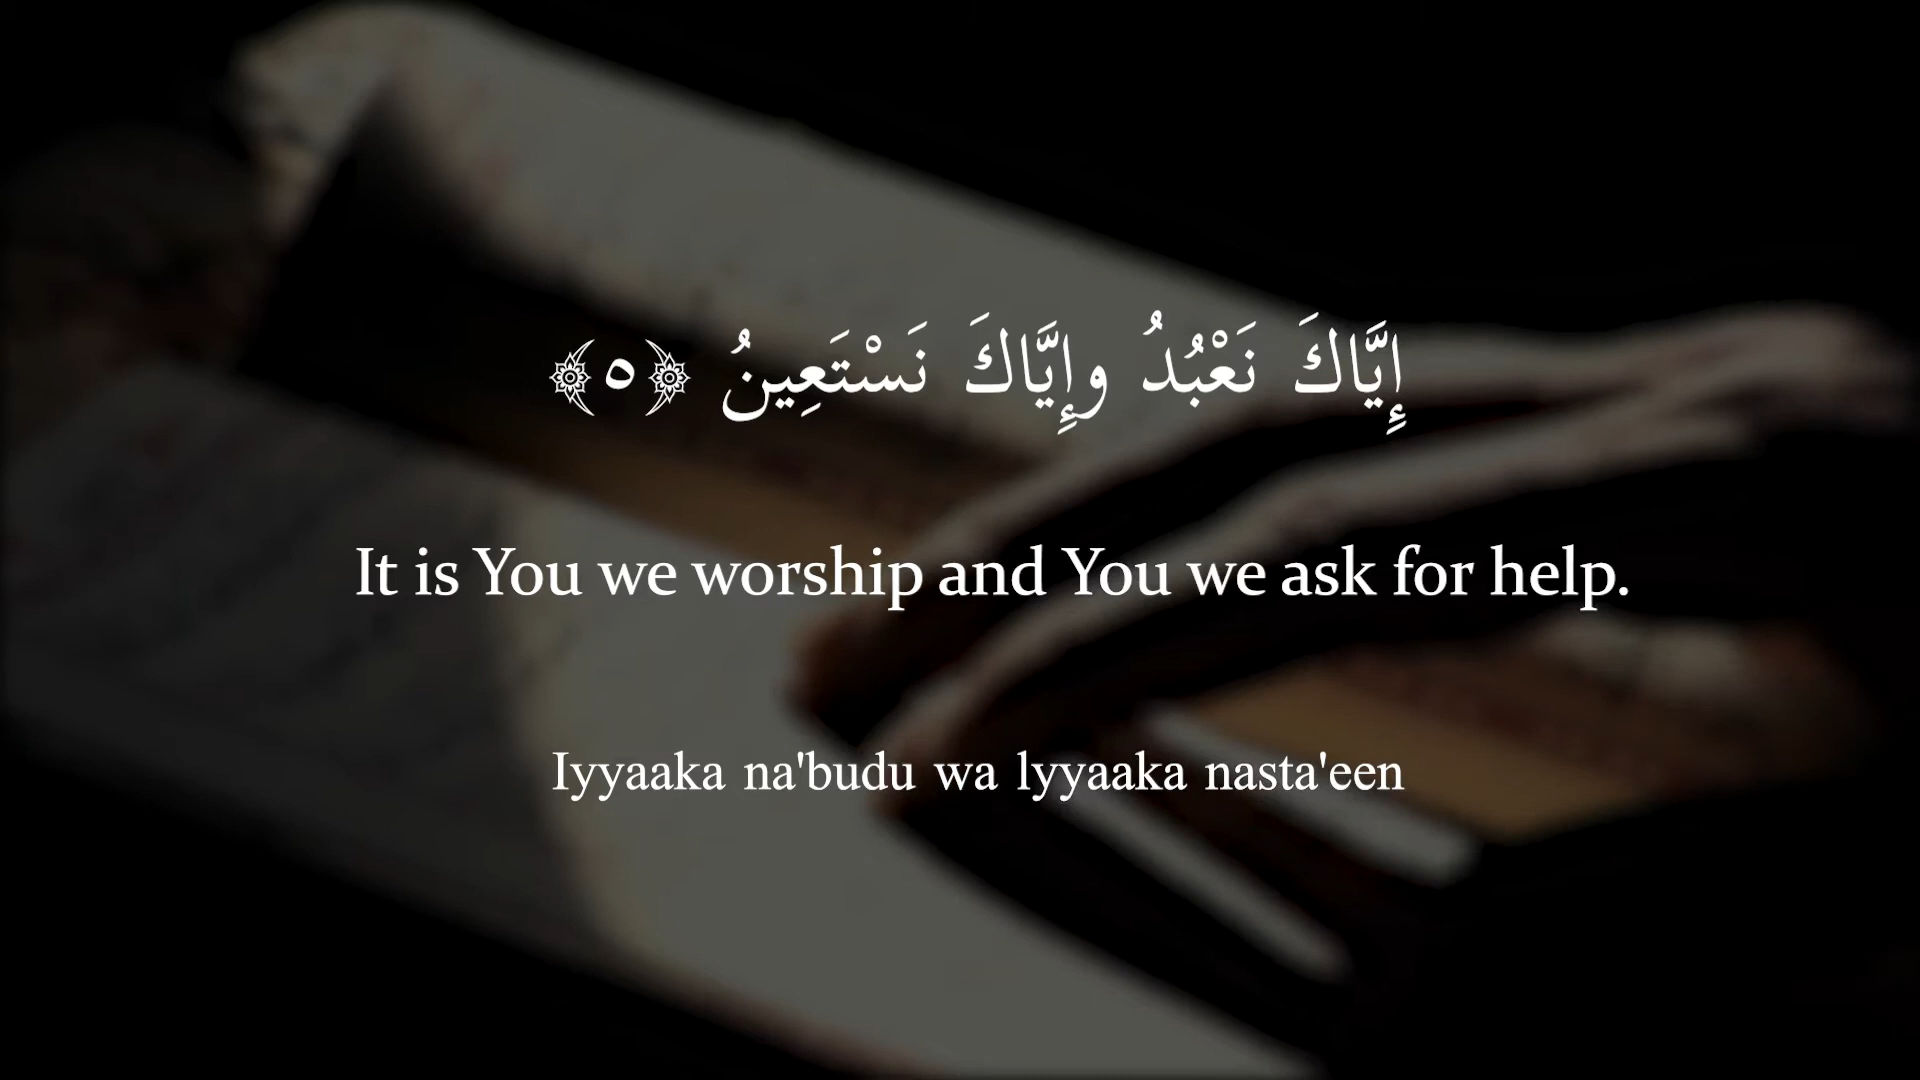 إِيَّاكَ نَعْبُدُ وإِيَّاكَ نَسْتَعِينُ ﴿٥﴾
It is You we worship and You we ask for help.
Iyyaaka na'budu wa lyyaaka nasta'een